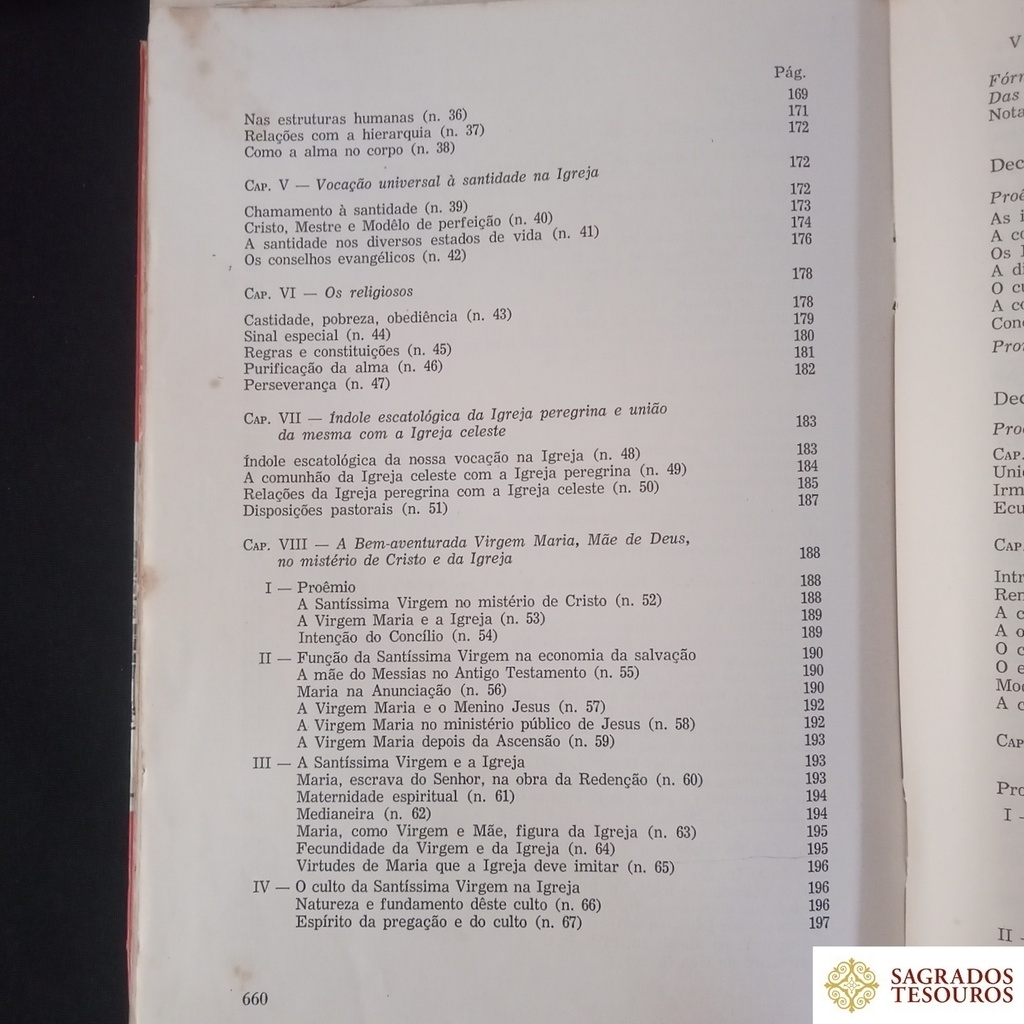 Pág.
Nas estruturas humanas (n. 36) 169
Relações com a hierarquia (n. 37) 171
Como a alma no corpo (n. 38) 172
CAP. V — Vocação universal à santidade na Igreja 172
Chamamento à santidade (n. 39) 172
Cristo, Mestre e Modêlo de perfeição (n. 40) 173
A santidade nos diversos estados de vida (n. 41) 174
Os conselhos evangélicos (n. 42) 176
CAP. VI — Os religiosos 178
Castidade, pobreza, obediência (n. 43) 178
Sinal especial (n. 44) 179
Regras e constituições (n. 45) 180
Purificação da alma (n. 46) 181
Perseverança (n. 47) 182
CAP. VII — Índole escatológica da Igreja peregrina e união
da mesma com a Igreja celeste 183
Índole escatológica da nossa vocação na Igreja (n. 48) 183
A comunhão da Igreja celeste com a Igreja peregrina (n. 49) 184
Relações da Igreja peregrina com a Igreja celeste (n. 50) 185
Disposições pastorais (n. 51) 187
CAP. VIII — A Bem-aventurada Virgem Maria, Mãe de Deus,
no mistério de Cristo e da Igreja 188
I — Proêmio 188
A Santíssima Virgem no mistério de Cristo (n. 52) 188
A Virgem Maria e a Igreja (n. 53) 189
Intenção do Concílio (n. 54) 189
II — Função da Santíssima Virgem na economia da salvação 190
A mãe do Messias no Antigo Testamento (n. 55) 190
Maria na Anunciação (n. 56) 190
A Virgem Maria e o Menino Jesus (n. 57) 192
A Virgem Maria no ministério público de Jesus (n. 58) 192
A Virgem Maria depois da Ascensão (n. 59) 193
III — A Santíssima Virgem e a Igreja 193
Maria, escrava do Senhor, na obra da Redenção (n. 60) 193
Maternidade espiritual (n. 61) 194
Medianeira (n. 62) 194
Maria, como Virgem e Mãe, figura da Igreja (n. 63) 195
Fecundidade da Virgem e da Igreja (n. 64) 195
Virtudes de Maria que a Igreja deve imitar (n. 65) 196
IV — O culto da Santíssima Virgem na Igreja 196
Natureza e fundamento dêste culto (n. 66) 196
Espírito da pregação e do culto (n. 67) 197
660
V
Das
As
A
Os
A
O
A
CAP.
A
A
O
O
A
CAP
I
II
SAGRADOS
TESOUROS